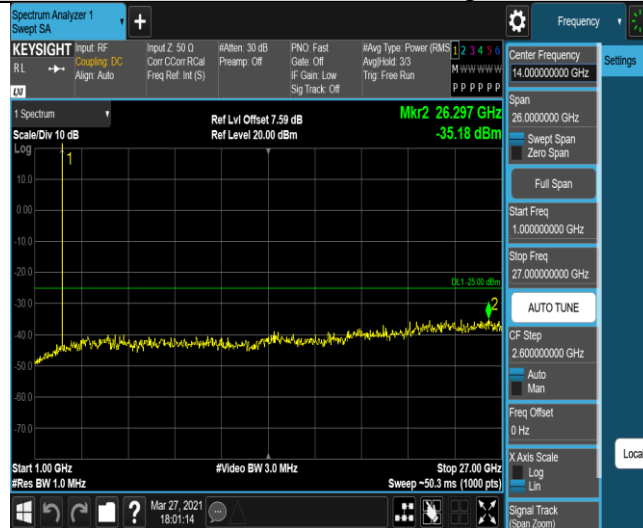 Spectrum Analyzer 1
Swept SA
Frequency
KEYSIGHT
RL
LXI
Input: RF
Coupling: DC
Align: Auto
Input Z: 50 Ω
Corr CCorr RCal
Freq Ref: Int (S)
#Atten: 30 dB
Preamp: Off
PNO: Fast
Gate: Off
IF Gain: Low
Sig Track: Off
#Avg Type: Power (RMS
Avg|Hold: 3/3
Trig: Free Run
1 2 3 4 5 6
M W W W W W
P P P P P P
1 Spectrum
Scale/Div 10 dB
Ref Lvl Offset 7.59 dB
Ref Level 20.00 dBm
Mkr2 26.297 GHz
-35.18 dBm
Log
1
10.0
0.00
-10.0
-20.0
DL1 -25.00 dBm
-30.0
2
-40.0
-50.0
-60.0
-70.0
Start 1.00 GHz
#Res BW 1.0 MHz
#Video BW 3.0 MHz
Stop 27.00 GHz
Sweep ~50.3 ms (1000 pts)
Mar 27, 2021
18:01:14
Center Frequency
14.000000000 GHz
Span
26.0000000 GHz
Swept Span
Zero Span
Full Span
Start Freq
1.000000000 GHz
Stop Freq
27.000000000 GHz
AUTO TUNE
CF Step
2.600000000 GHz
Auto
Man
Freq Offset
0 Hz
X Axis Scale
Log
Lin
Signal Track
(Span Zoom)
Settings
Loca